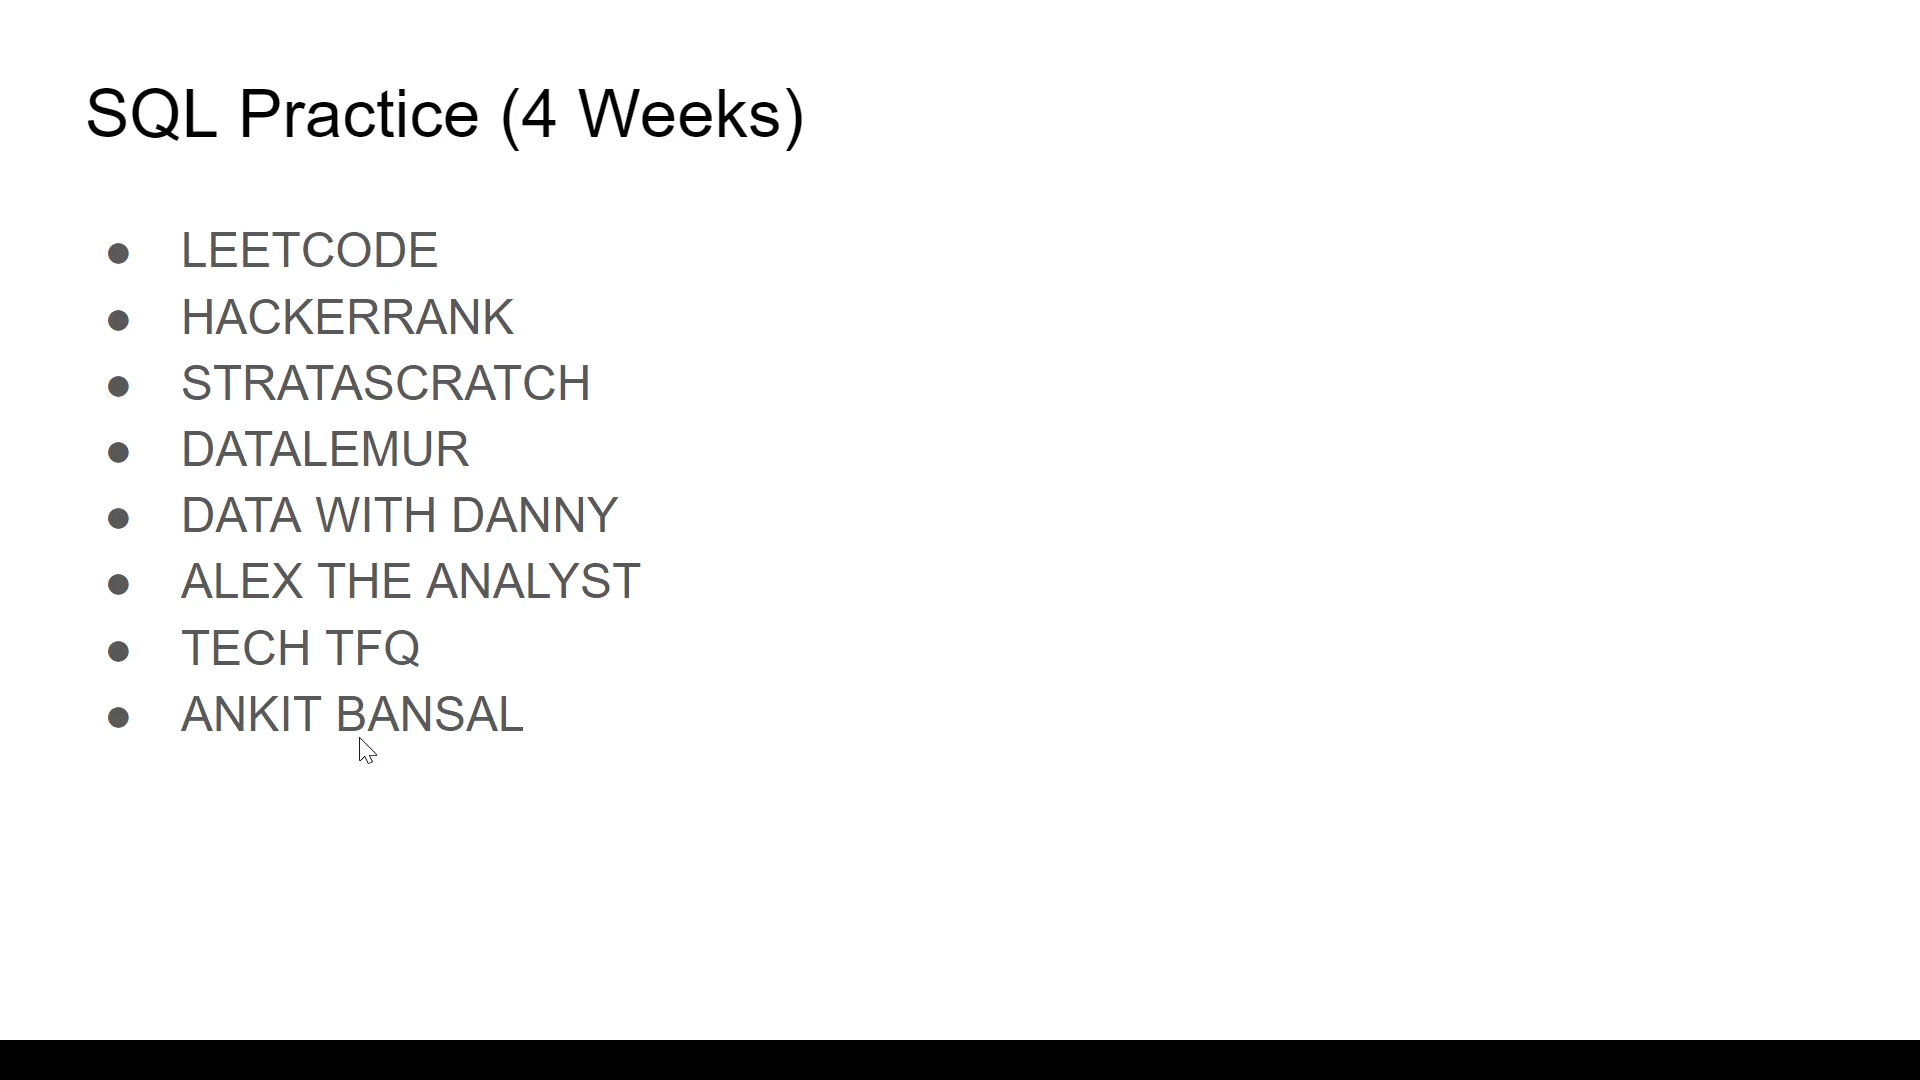 SQL Practice (4 Weeks)
● LEETCODE
● HACKERRANK
● STRATASCRATCH
● DATALEMUR
● DATA WITH DANNY
● ALEX THE ANALYST
● TECH TFQ
● ANKIT BANSAL